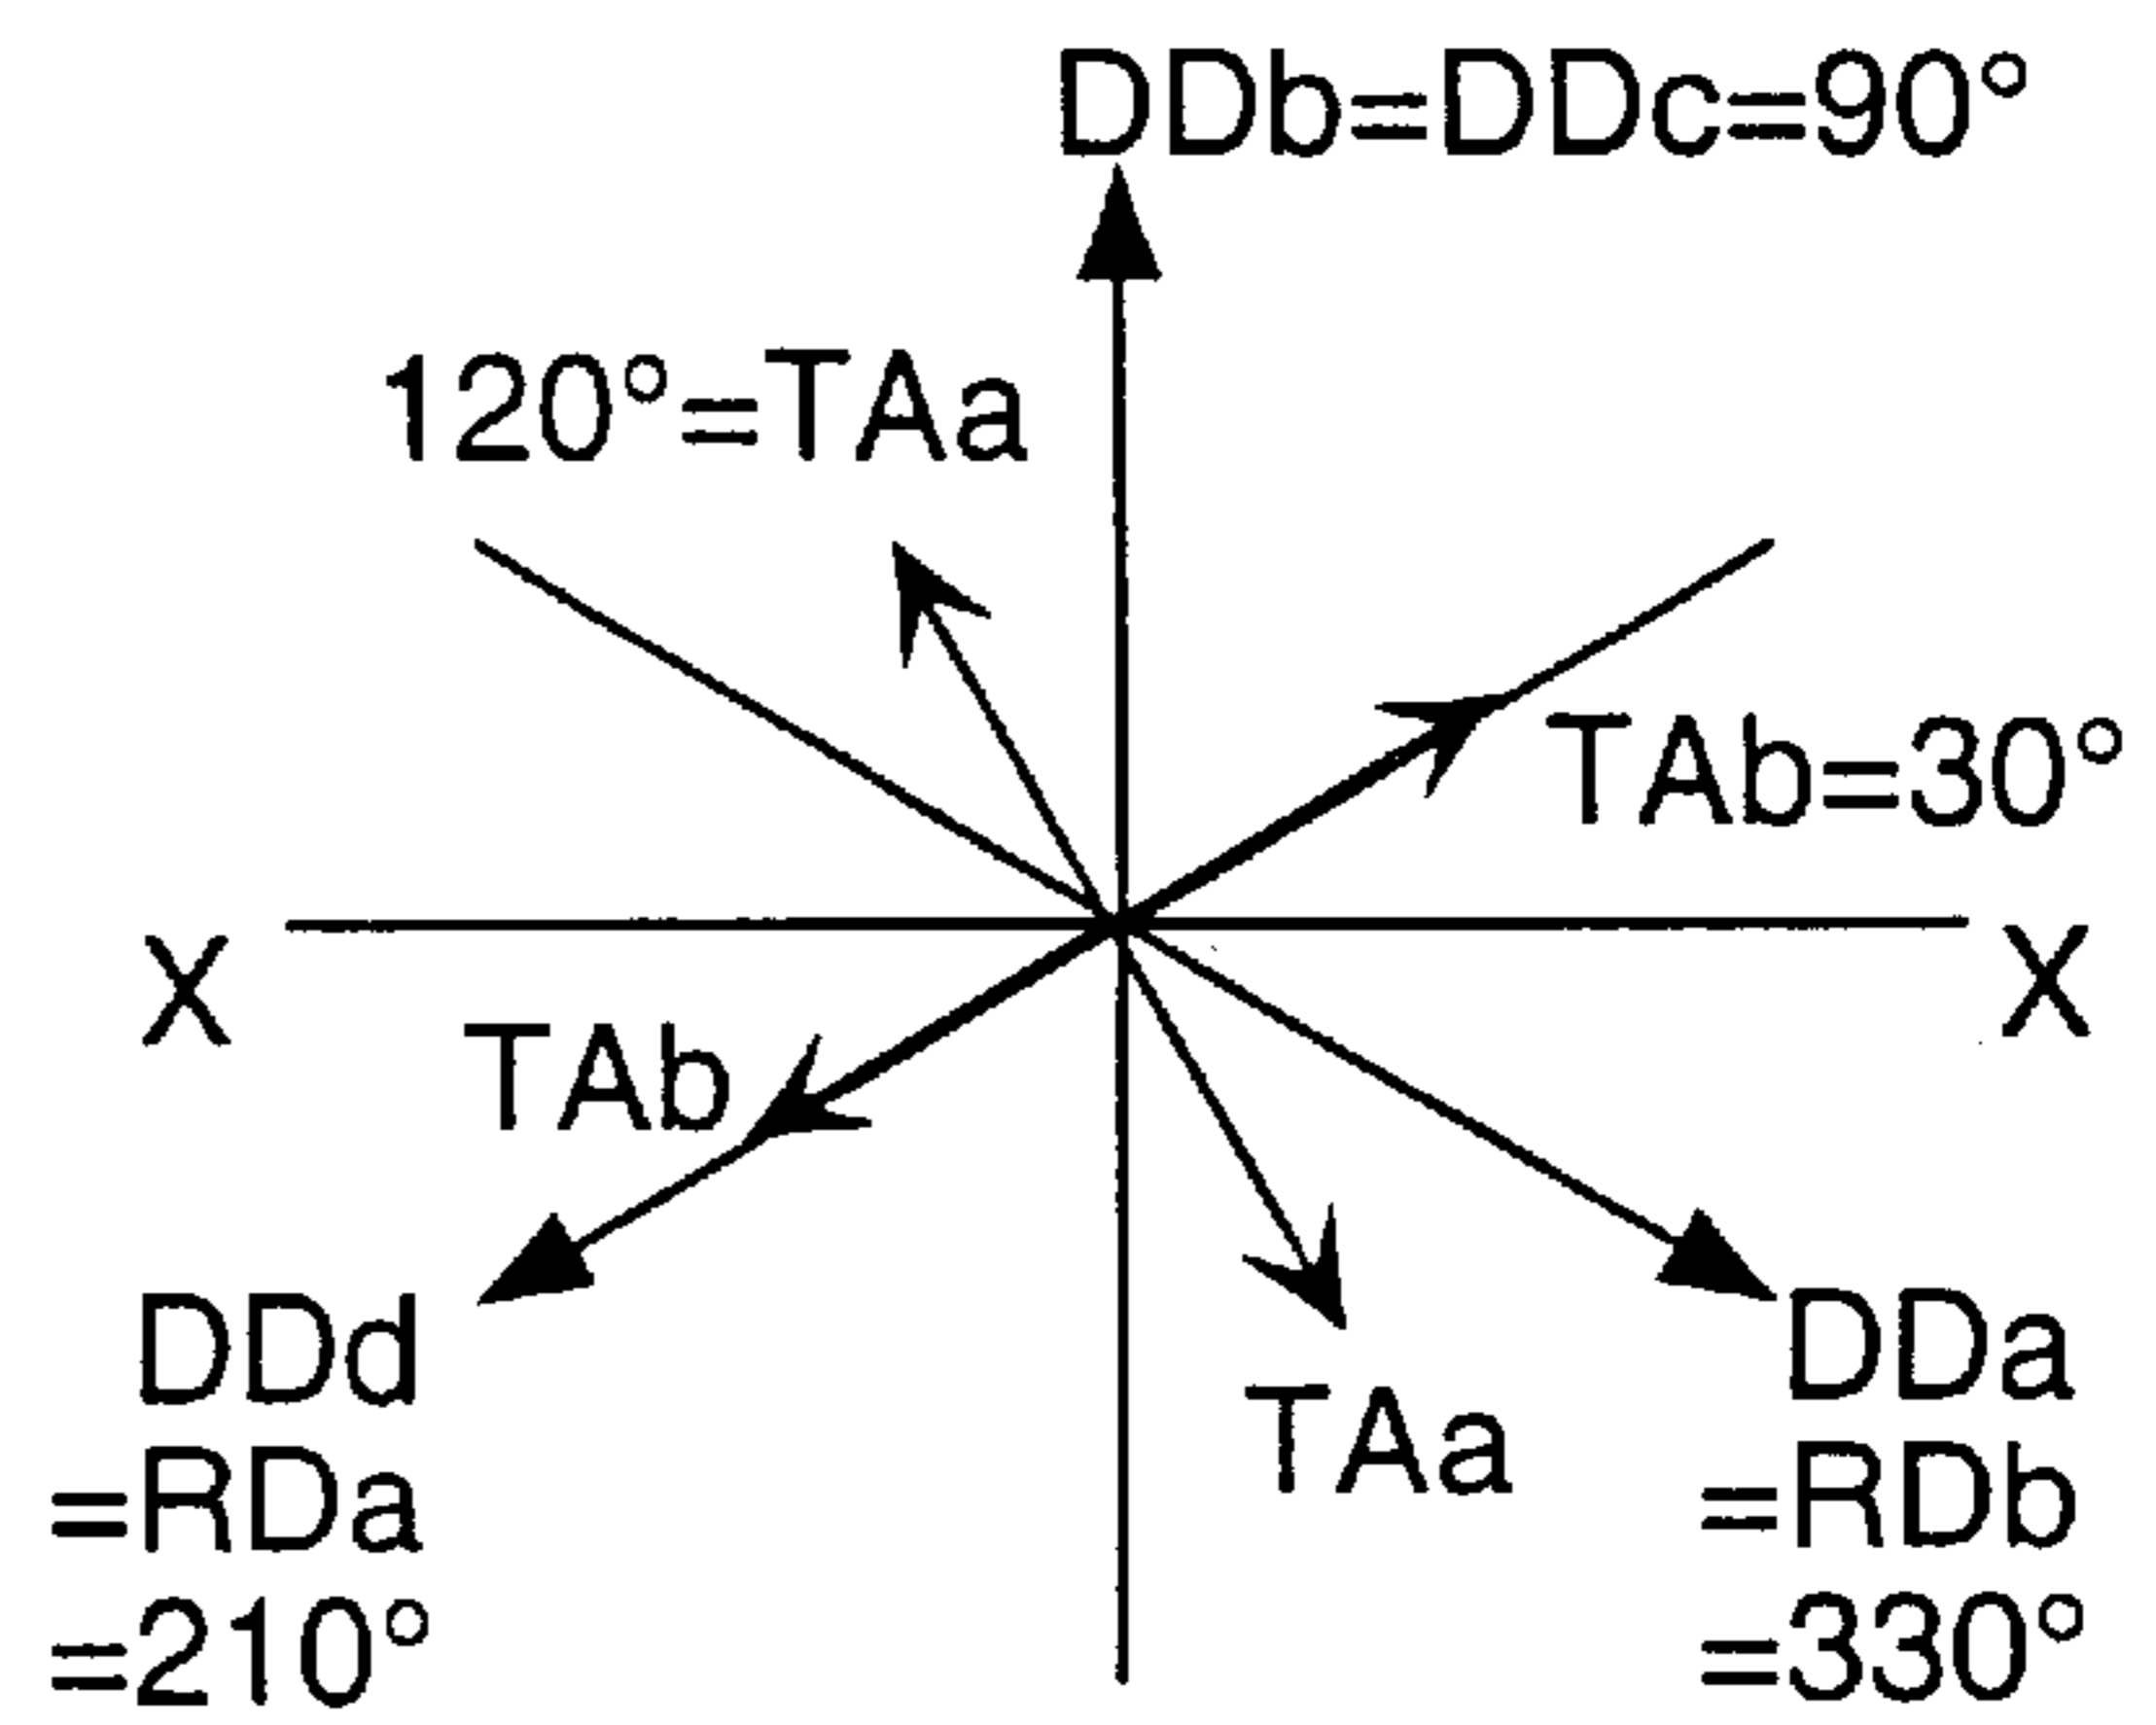 DDb=DDc=90°
120°=TAa
TAb=30°
X
X
TAb
DDd
=RDa
=210°
TAa
DDa
=RDb
=330°